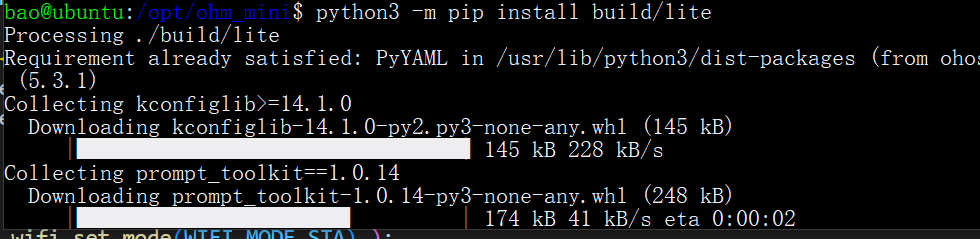 bao@ubuntu:/opt/ohm_mini$ python3 -m pip install build/lite
Processing ./build/lite
Requirement already satisfied: PyYAML in /usr/lib/python3/dist-packages (from ohos
 (5.3.1)
Collecting kconfiglib>=14.1.0
  Downloading kconfiglib-14.1.0-py2.py3-none-any.whl (145 kB)
     | 145 kB 228 kB/s
Collecting prompt_toolkit==1.0.14
  Downloading prompt_toolkit-1.0.14-py3-none-any.whl (248 kB)
     | 174 kB 41 kB/s eta 0:00:02
wifi_set_mode(WIFI_MODE_STA) );